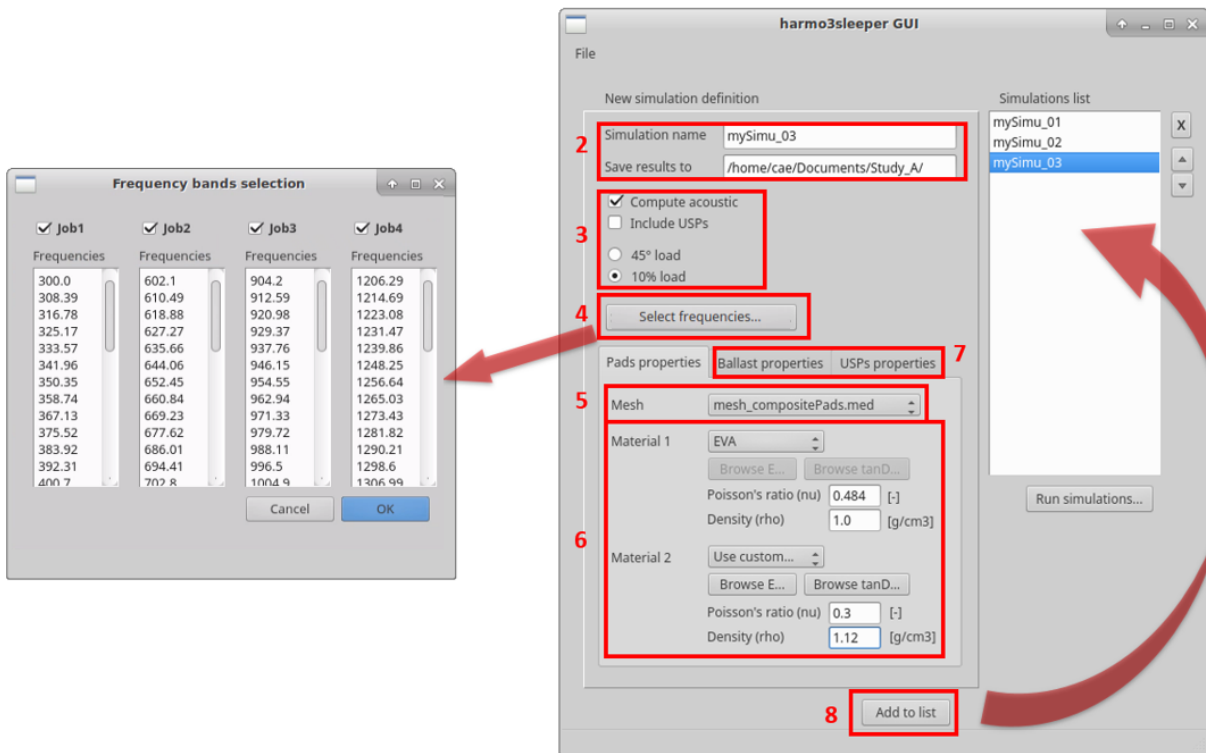 Frequency bands selection
Job1 Job2 Job3 Job4
Frequencies Frequencies Frequencies Frequencies
300.0 602.1 904.2 1206.29
308.39 610.49 912.59 1214.69
316.78 618.88 920.98 1223.08
325.17 627.27 929.37 1231.47
333.57 635.66 937.76 1239.86
341.96 644.06 946.15 1248.25
350.35 652.45 954.55 1256.64
358.74 660.84 962.94 1265.03
367.13 669.23 971.33 1273.43
375.52 677.62 979.72 1281.82
383.92 686.01 988.11 1290.21
392.31 694.41 996.5 1298.6
400.7 702.8 1004.9 1306.99
Cancel OK
harmo3sleeper GUI
File
New simulation definition
2 Simulation name mySimu_03
Save results to /home/cae/Documents/Study_A/
Compute acoustic
Include USPs
3
45° load
10% load
4 Select frequencies...
Pads properties Ballast properties USPs properties 7
5 Mesh mesh_compositePads.med
Material 1 EVA
Browse E... Browse tanD...
Poisson's ratio (nu) 0.484 [-]
Density (rho) 1.0 [g/cm3]
6
Material 2 Use custom...
Browse E... Browse tanD...
Poisson's ratio (nu) 0.3 [-]
Density (rho) 1.12 [g/cm3]
8 Add to list
Simulations list
mySimu_01
mySimu_02
mySimu_03
X
Run simulations...